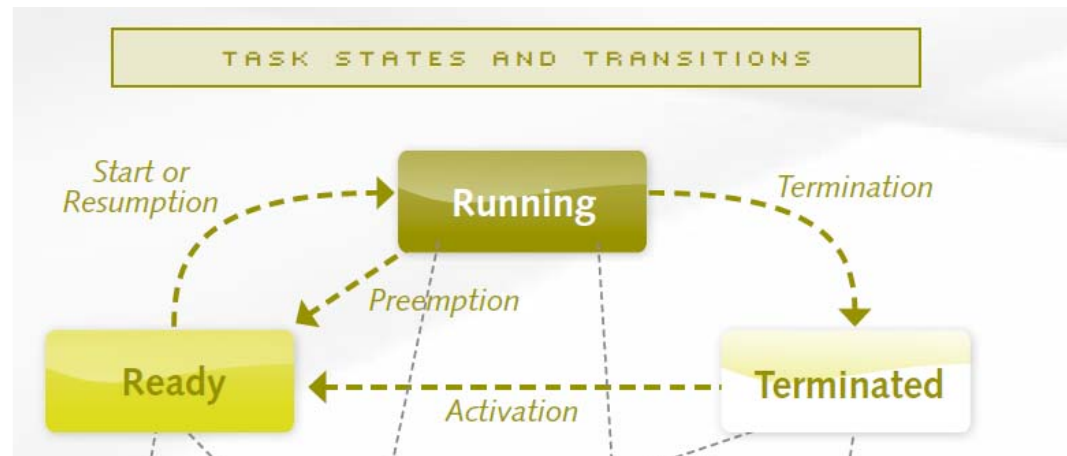 TASK STATES AND TRANSITIONS
Start or
Resumption
Running
Termination
Preemption
Ready
Terminated
Activation